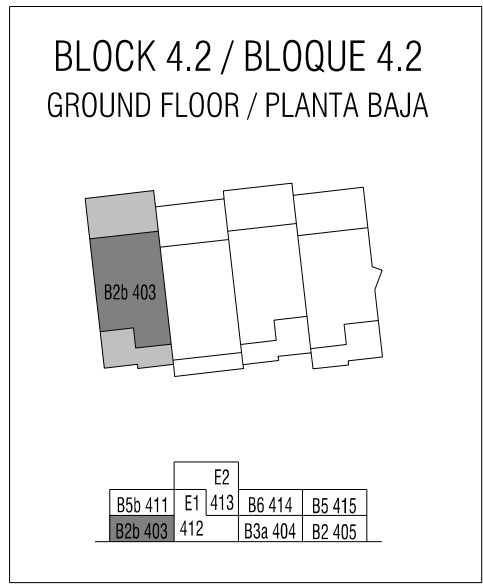 BLOCK 4.2 / BLOQUE 4.2
GROUND FLOOR / PLANTA BAJA
B2b 403
E2
B5b 411 E1 413 B6 414 B5 415
B2b 403 412 B3a 404 B2 405